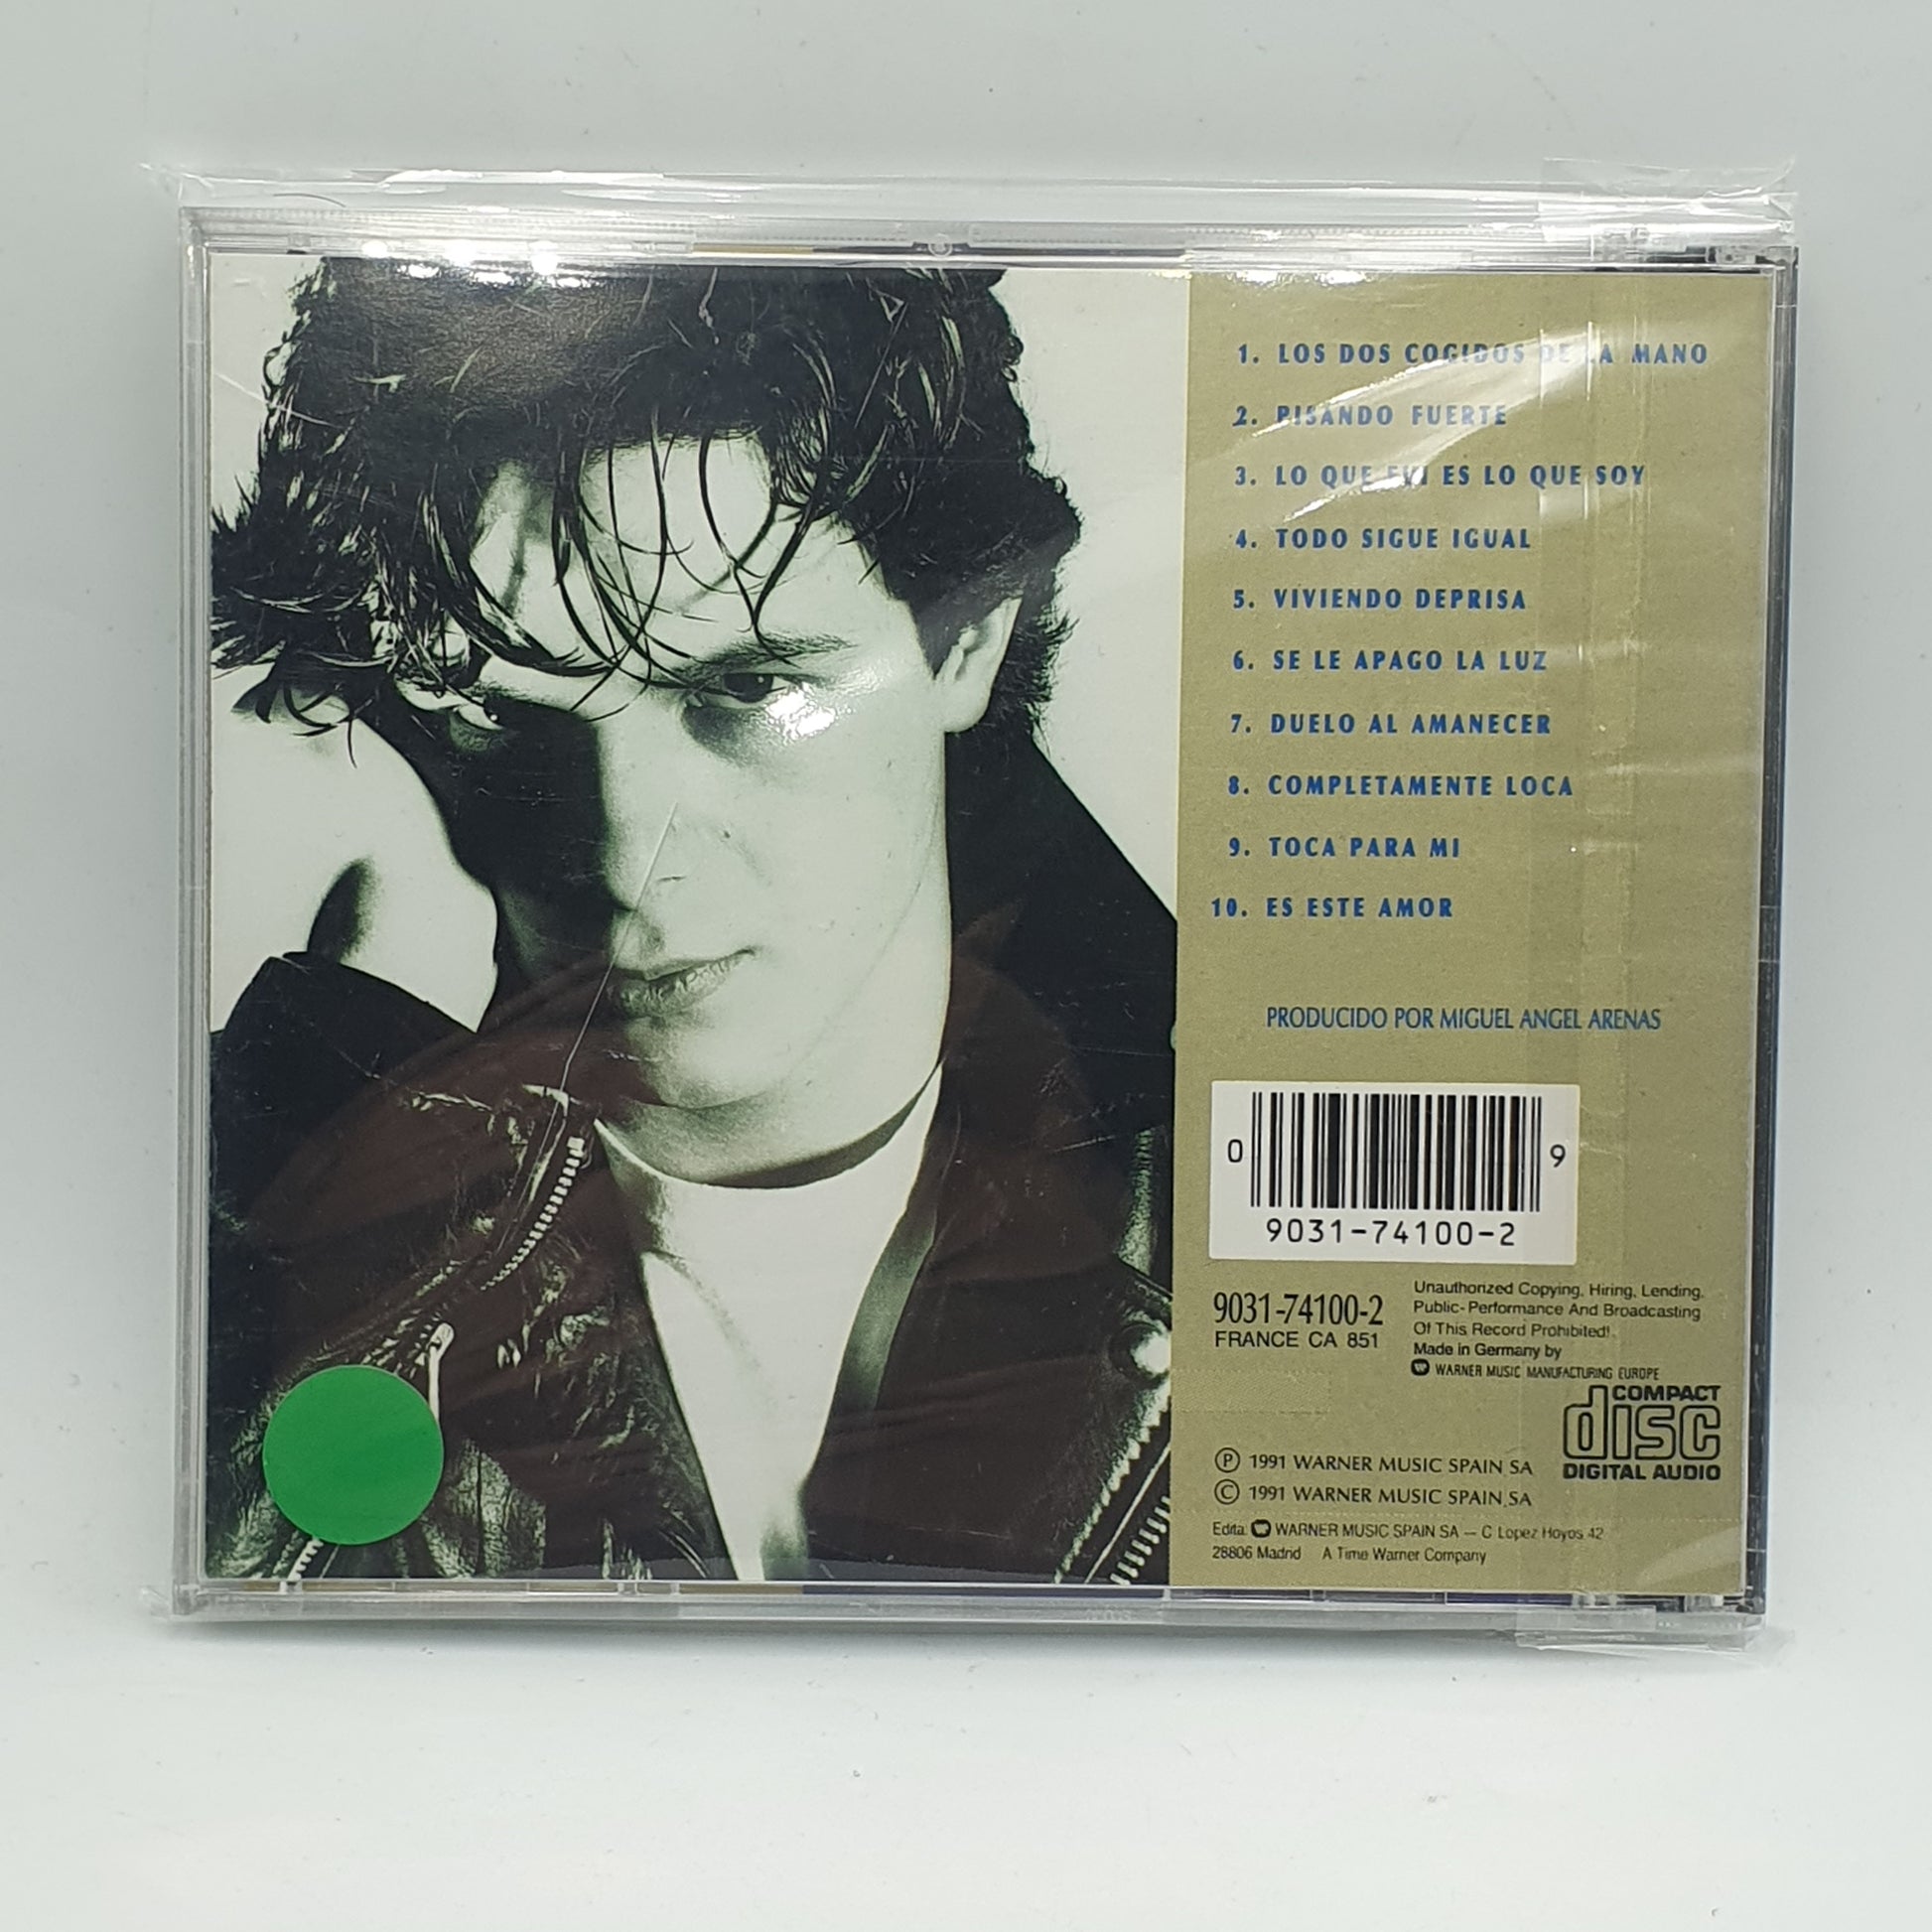 1. LOS DOS COGIDOS DE LA MANO
2. PISANDO FUERTE
3. LO QUE FVI ES LO QUE SOY
4. TODO SIGUE IGUAL
5. VIVIENDO DEPRISA
6. SE LE APAGO LA LUZ
7. DUELO AL AMANECER
8. COMPLETAMENTE LOCA
9. TOCA PARA MI
10. ES ESTE AMOR
PRODUCIDO POR MIGUEL ANGEL ARENAS
0 9
9031-74100-2
9031-74100-2
FRANCE CA 851
Unauthorized Copying, Hiring, Lending,
Public-Performance And Broadcasting
Of This Record Prohibited!
Made in Germany by
WARNER MUSIC MANUFACTURING EUROPE
COMPACT
disc
DIGITAL AUDIO
Ⓟ 1991 WARNER MUSIC SPAIN, SA
© 1991 WARNER MUSIC SPAIN, SA
Edita: WARNER MUSIC SPAIN SA — C Lopez Hoyos 42
28806 Madrid A Time Warner Company